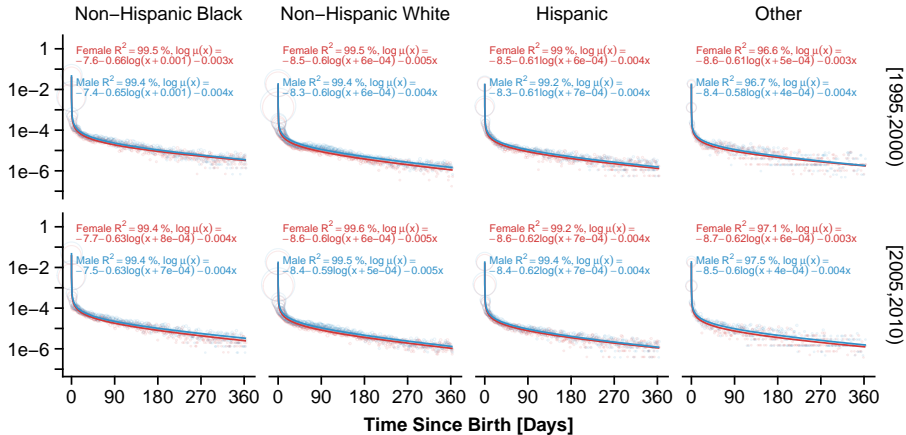 Non−Hispanic Black Non−Hispanic White Hispanic Other
1
1e−02
1e−04
1e−06
Female R² = 99.5 %, log μ(x) =
−7.6−0.66log(x+0.001)−0.003x
Male R² = 99.4 %, log μ(x) =
−7.4−0.65log(x+0.001)−0.004x
Female R² = 99.5 %, log μ(x) =
−8.5−0.6log(x+6e−04)−0.005x
Male R² = 99.4 %, log μ(x) =
−8.3−0.6log(x+6e−04)−0.005x
Female R² = 99 %, log μ(x) =
−8.5−0.61log(x+6e−04)−0.004x
Male R² = 99.2 %, log μ(x) =
−8.3−0.61log(x+7e−04)−0.004x
Female R² = 96.6 %, log μ(x) =
−8.6−0.61log(x+5e−04)−0.003x
Male R² = 96.7 %, log μ(x) =
−8.4−0.58log(x+4e−04)−0.004x
[1995,2000)
1
1e−02
1e−04
1e−06
Female R² = 99.4 %, log μ(x) =
−7.7−0.63log(x+8e−04)−0.004x
Male R² = 99.4 %, log μ(x) =
−7.5−0.63log(x+7e−04)−0.004x
Female R² = 99.6 %, log μ(x) =
−8.6−0.6log(x+6e−04)−0.005x
Male R² = 99.5 %, log μ(x) =
−8.4−0.59log(x+5e−04)−0.005x
Female R² = 99.2 %, log μ(x) =
−8.6−0.62log(x+7e−04)−0.004x
Male R² = 99.4 %, log μ(x) =
−8.4−0.62log(x+7e−04)−0.004x
Female R² = 97.1 %, log μ(x) =
−8.7−0.62log(x+6e−04)−0.003x
Male R² = 97.5 %, log μ(x) =
−8.5−0.6log(x+4e−04)−0.004x
[2005,2010)
0 90 180 270 360 0 90 180 270 360 0 90 180 270 360 0 90 180 270 360
Time Since Birth [Days]